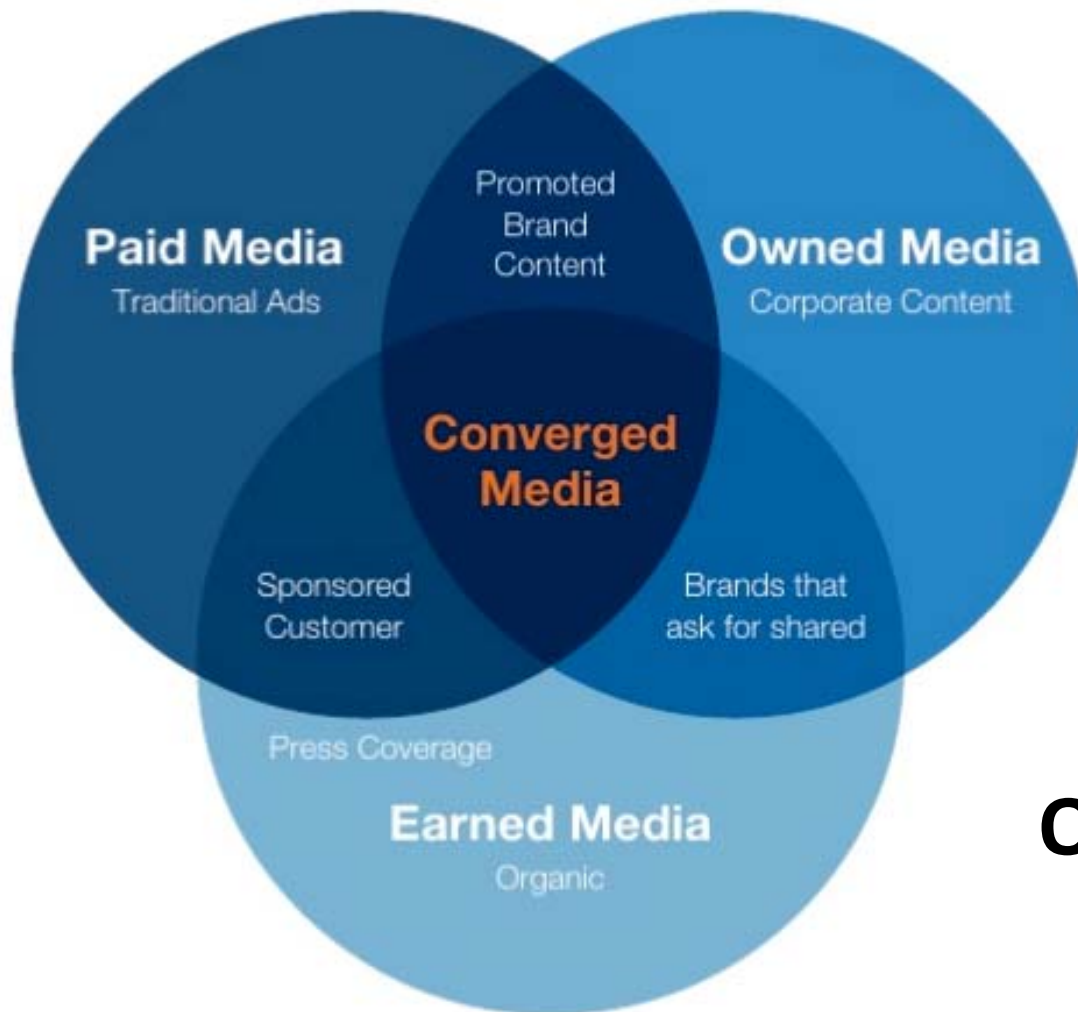 Promoted
Brand
Content
Paid Media
Traditional Ads
Owned Media
Corporate Content
Converged
Media
Sponsored
Customer
Brands that
ask for shared
Press Coverage
Earned Media
Organic